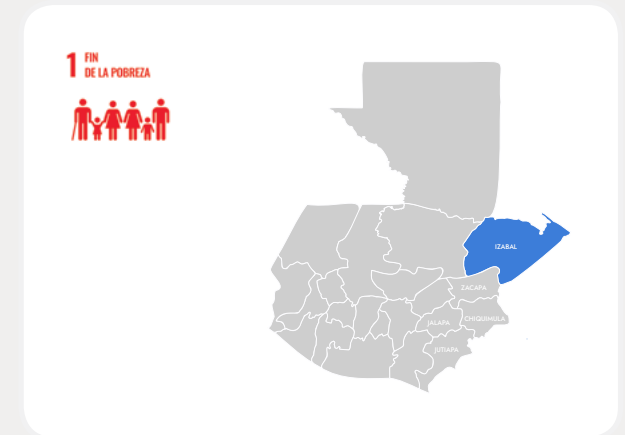 1 FIN
DE LA POBREZA
IZABAL
ZACAPA
CHIQUIMULA
JALAPA
JUTIAPA